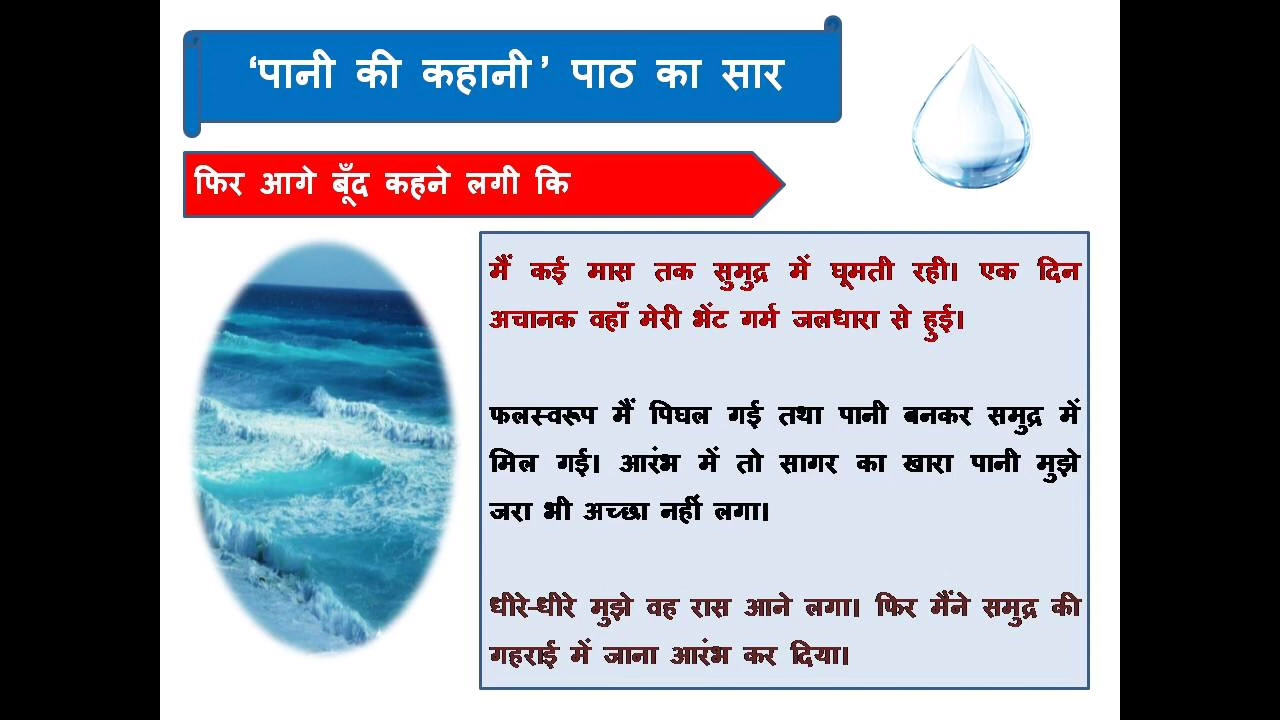 ‘पानी की कहानी’ पाठ का सार
फिर आगे बूँद कहने लगी कि
मैं कई मास तक सुमुद्र में घूमती रही। एक दिन
अचानक वहाँ मेरी भेंट गर्म जलधारा से हुई।
फलस्वरूप मैं पिघल गई तथा पानी बनकर समुद्र में
मिल गई। आरंभ में तो सागर का खारा पानी मुझे
जरा भी अच्छा नहीं लगा।
धीरे-धीरे मुझे वह रास आने लगा। फिर मैंने समुद्र की
गहराई में जाना आरंभ कर दिया।